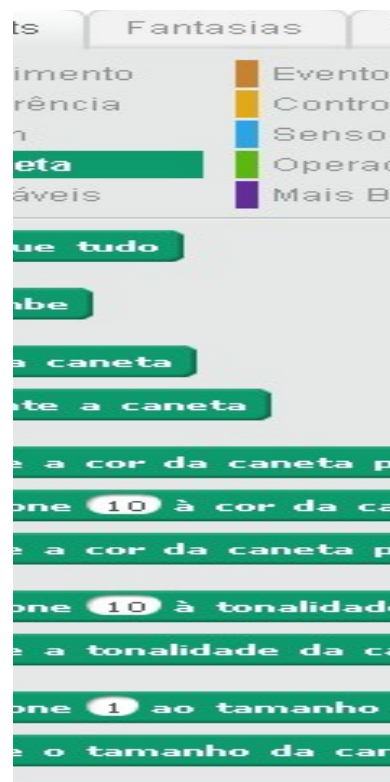 ts Fantasias
imento Evento
rência Contro
m Senso
eta Operad
áveis Mais B
ue tudo
mbe
a caneta
nte a caneta
e a cor da caneta p
one 10 à cor da ca
e a cor da caneta p
one 10 à tonalidade
e a tonalidade da ca
one 1 ao tamanho
e o tamanho da can